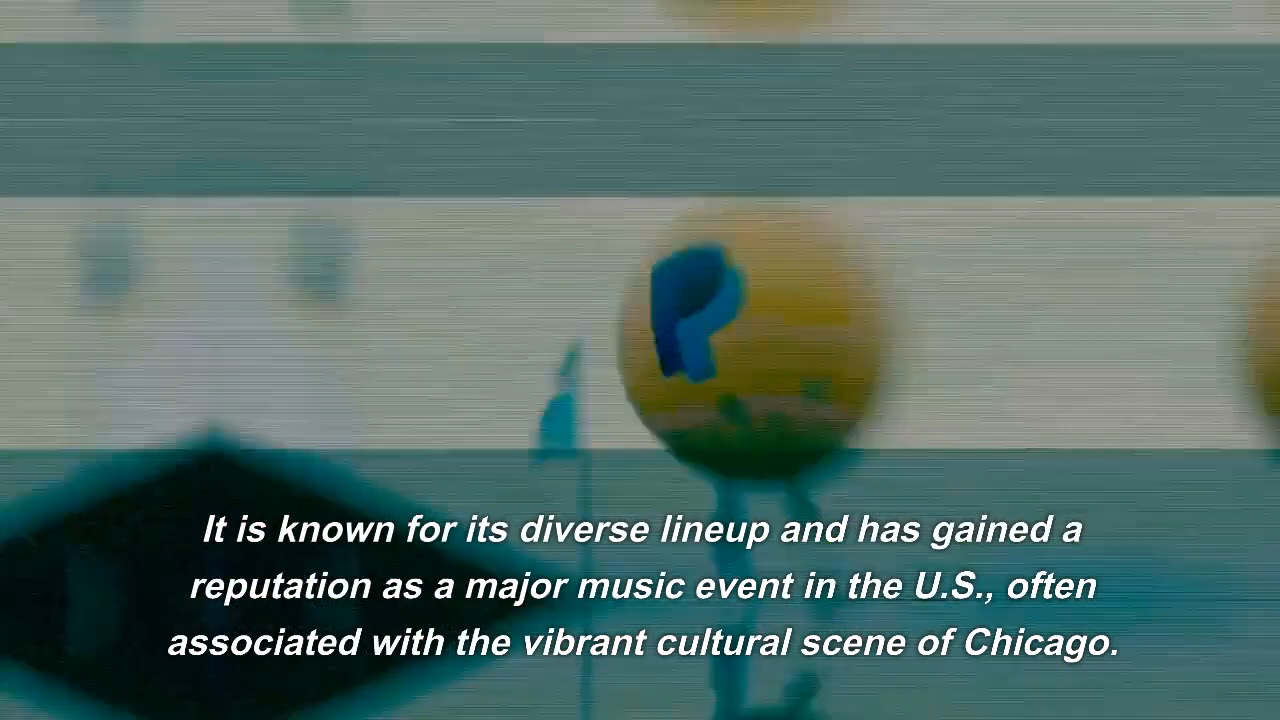 P
It is known for its diverse lineup and has gained a
reputation as a major music event in the U.S., often
associated with the vibrant cultural scene of Chicago.